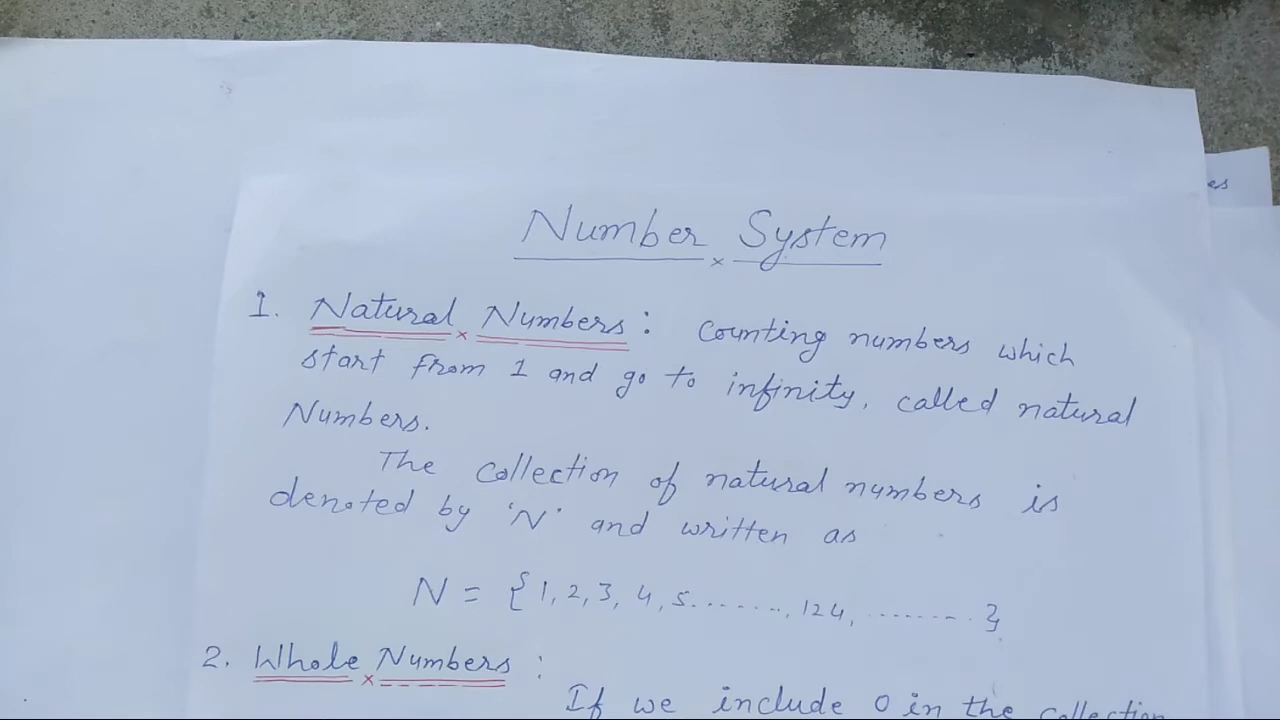 es
Number System
1. Natural Numbers : Counting numbers which
start from 1 and go to infinity, called natural
Numbers.
The collection of natural numbers is
denoted by 'N' and written as
N = {1, 2, 3, 4, 5......., 124, ........}
2. Whole Numbers :
If we include 0 in the collection